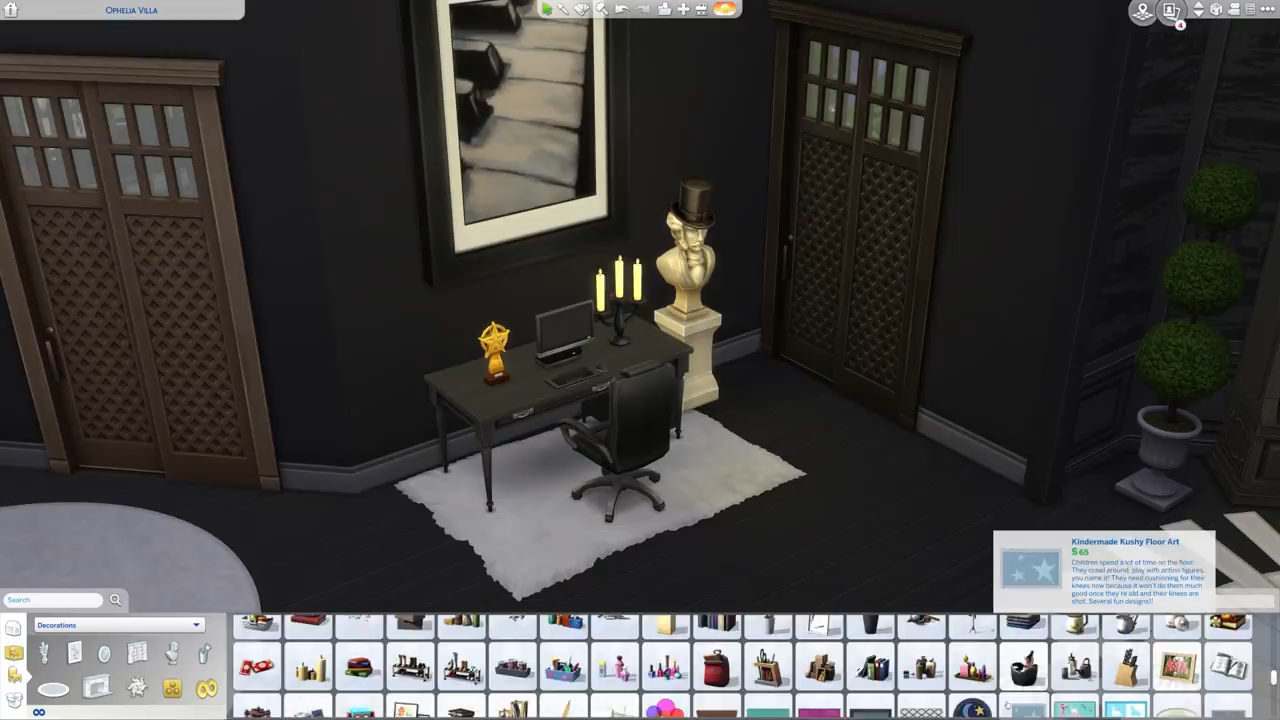 Ophelia Villa
4
Kindermade Kushy Floor Art
§65
Children spend a lot of time on the floor.
They crawl around, play with action figures,
you name it! They need cushioning for their
knees now because it won't do them much
good once they're old and their knees are
shot. Several fun designs!!
Search
Decorations